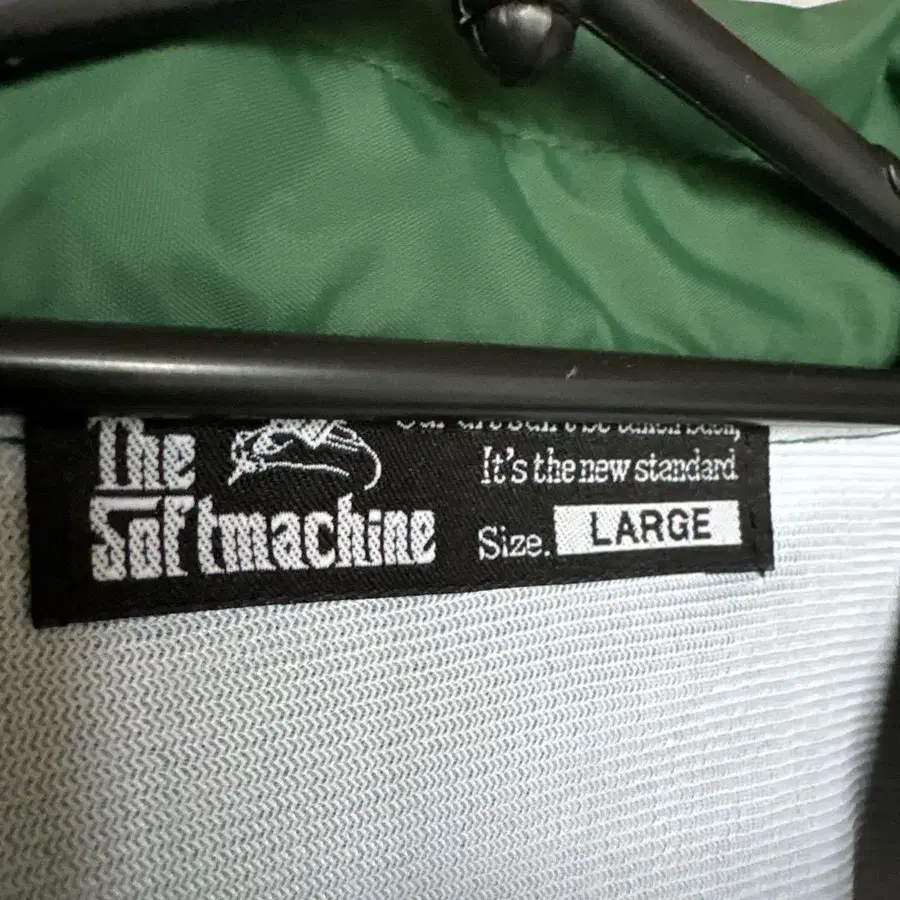 The
Softmachine
It's the new standard
Size. LARGE